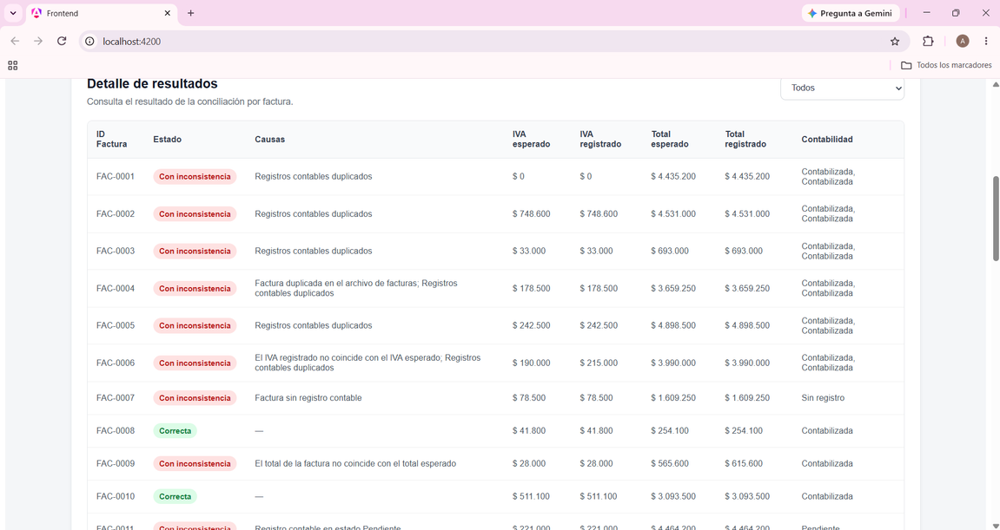 Frontend
Pregunta a Gemini
localhost:4200
A
Todos los marcadores
Detalle de resultados
Todos
Consulta el resultado de la conciliación por factura.
ID Factura Estado Causas IVA esperado IVA registrado Total esperado Total registrado Contabilidad
FAC-0001 Con inconsistencia Registros contables duplicados $ 0 $ 0 $ 4.435.200 $ 4.435.200 Contabilizada, Contabilizada
FAC-0002 Con inconsistencia Registros contables duplicados $ 748.600 $ 748.600 $ 4.531.000 $ 4.531.000 Contabilizada, Contabilizada
FAC-0003 Con inconsistencia Registros contables duplicados $ 33.000 $ 33.000 $ 693.000 $ 693.000 Contabilizada, Contabilizada
FAC-0004 Con inconsistencia Factura duplicada en el archivo de facturas; Registros contables duplicados $ 178.500 $ 178.500 $ 3.659.250 $ 3.659.250 Contabilizada, Contabilizada
FAC-0005 Con inconsistencia Registros contables duplicados $ 242.500 $ 242.500 $ 4.898.500 $ 4.898.500 Contabilizada, Contabilizada
FAC-0006 Con inconsistencia El IVA registrado no coincide con el IVA esperado; Registros contables duplicados $ 190.000 $ 215.000 $ 3.990.000 $ 3.990.000 Contabilizada, Contabilizada
FAC-0007 Con inconsistencia Factura sin registro contable $ 78.500 $ 78.500 $ 1.609.250 $ 1.609.250 Sin registro
FAC-0008 Correcta — $ 41.800 $ 41.800 $ 254.100 $ 254.100 Contabilizada
FAC-0009 Con inconsistencia El total de la factura no coincide con el total esperado $ 28.000 $ 28.000 $ 565.600 $ 615.600 Contabilizada
FAC-0010 Correcta — $ 511.100 $ 511.100 $ 3.093.500 $ 3.093.500 Contabilizada
FAC-0011 Con inconsistencia Registro contable en estado Pendiente $ 221.000 $ 221.000 $ 4.464.200 $ 4.464.200 Pendiente